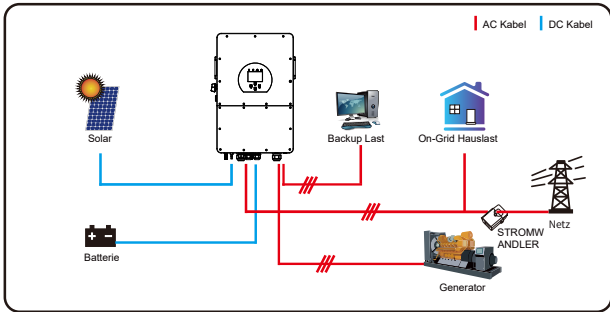 AC Kabel
DC Kabel
Solar
Backup Last
On-Grid Hauslast
Netz
STROMW
ANDLER
Batterie
Generator